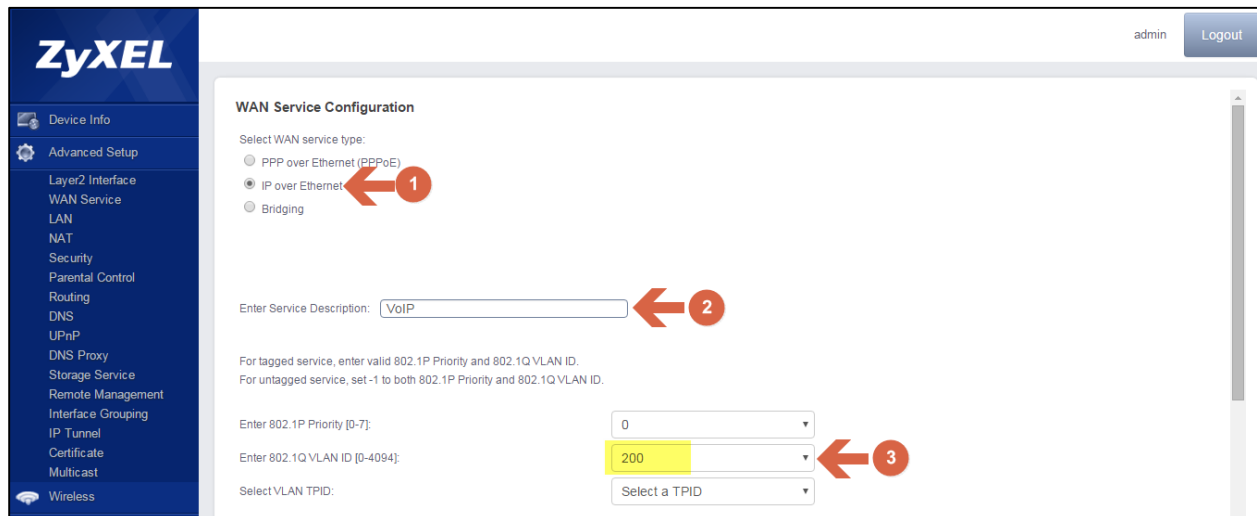 ZyXEL
admin
Logout
Device Info
Advanced Setup
Layer2 Interface
WAN Service
LAN
NAT
Security
Parental Control
Routing
DNS
UPnP
DNS Proxy
Storage Service
Remote Management
Interface Grouping
IP Tunnel
Certificate
Multicast
Wireless
WAN Service Configuration
Select WAN service type:
PPP over Ethernet (PPPoE)
IP over Ethernet
1
Bridging
Enter Service Description: VoIP
2
For tagged service, enter valid 802.1P Priority and 802.1Q VLAN ID.
For untagged service, set -1 to both 802.1P Priority and 802.1Q VLAN ID.
Enter 802.1P Priority [0-7]: 0
Enter 802.1Q VLAN ID [0-4094]: 200
3
Select VLAN TPID: Select a TPID